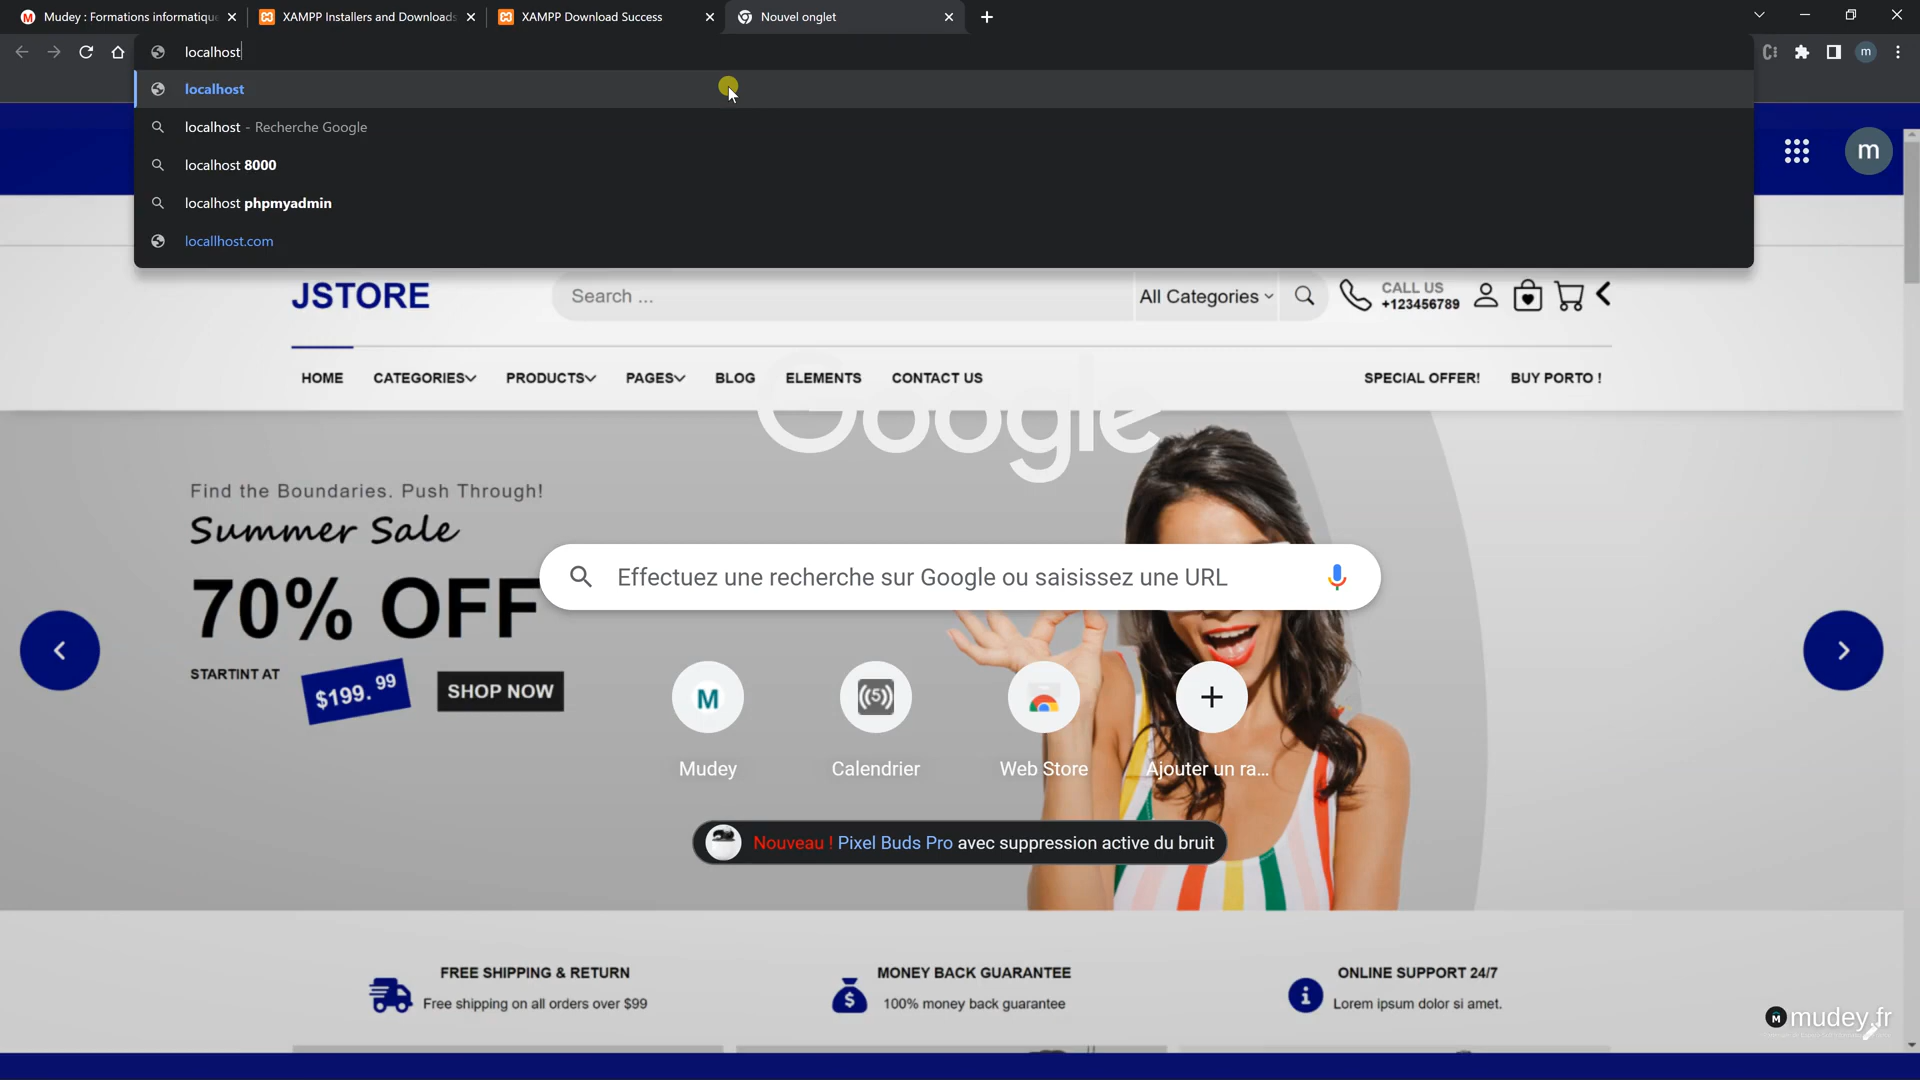 Mudey : Formations informatique
XAMPP Installers and Downloads
XAMPP Download Success
Nouvel onglet
localhost
m
localhost
localhost - Recherche Google
localhost 8000
localhost phpmyadmin
locallhost.com
m
JSTORE
Search ...
All Categories
CALL US
+123456789
HOME
CATEGORIES
PRODUCTS
PAGES
BLOG
ELEMENTS
CONTACT US
SPECIAL OFFER!
BUY PORTO !
Google
Find the Boundaries. Push Through!
Summer Sale
70% OFF
Effectuez une recherche sur Google ou saisissez une URL
STARTINT AT
$199. 99
SHOP NOW
M
(5)
Mudey
Calendrier
Web Store
Ajouter un ra...
Nouveau ! Pixel Buds Pro avec suppression active du bruit
FREE SHIPPING & RETURN
Free shipping on all orders over $99
MONEY BACK GUARANTEE
100% money back guarantee
ONLINE SUPPORT 24/7
Lorem ipsum dolor si amet.
M mudey.fr